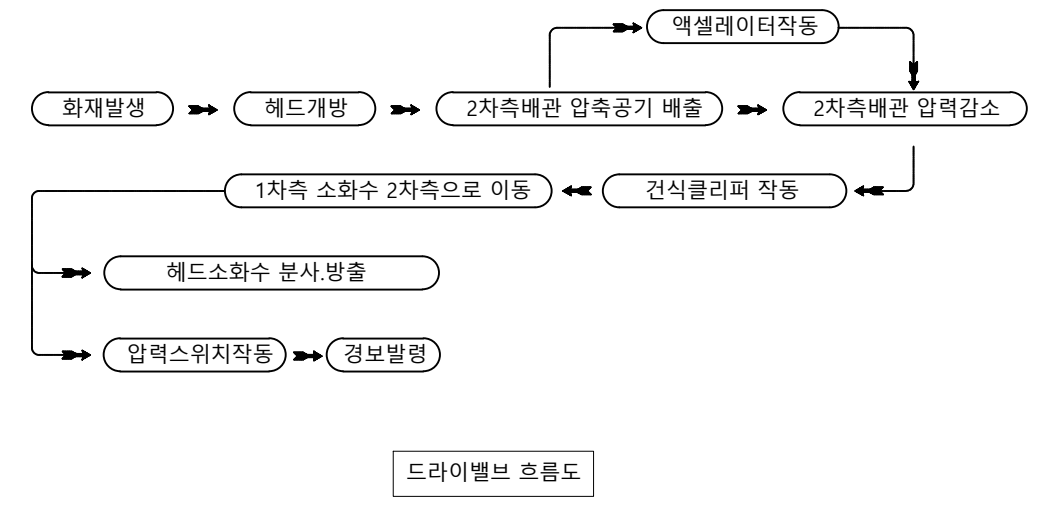 액셀레이터작동
화재발생
헤드개방
2차측배관 압축공기 배출
2차측배관 압력감소
1차측 소화수 2차측으로 이동
건식클리퍼 작동
헤드소화수 분사.방출
압력스위치작동
경보발령
드라이밸브 흐름도